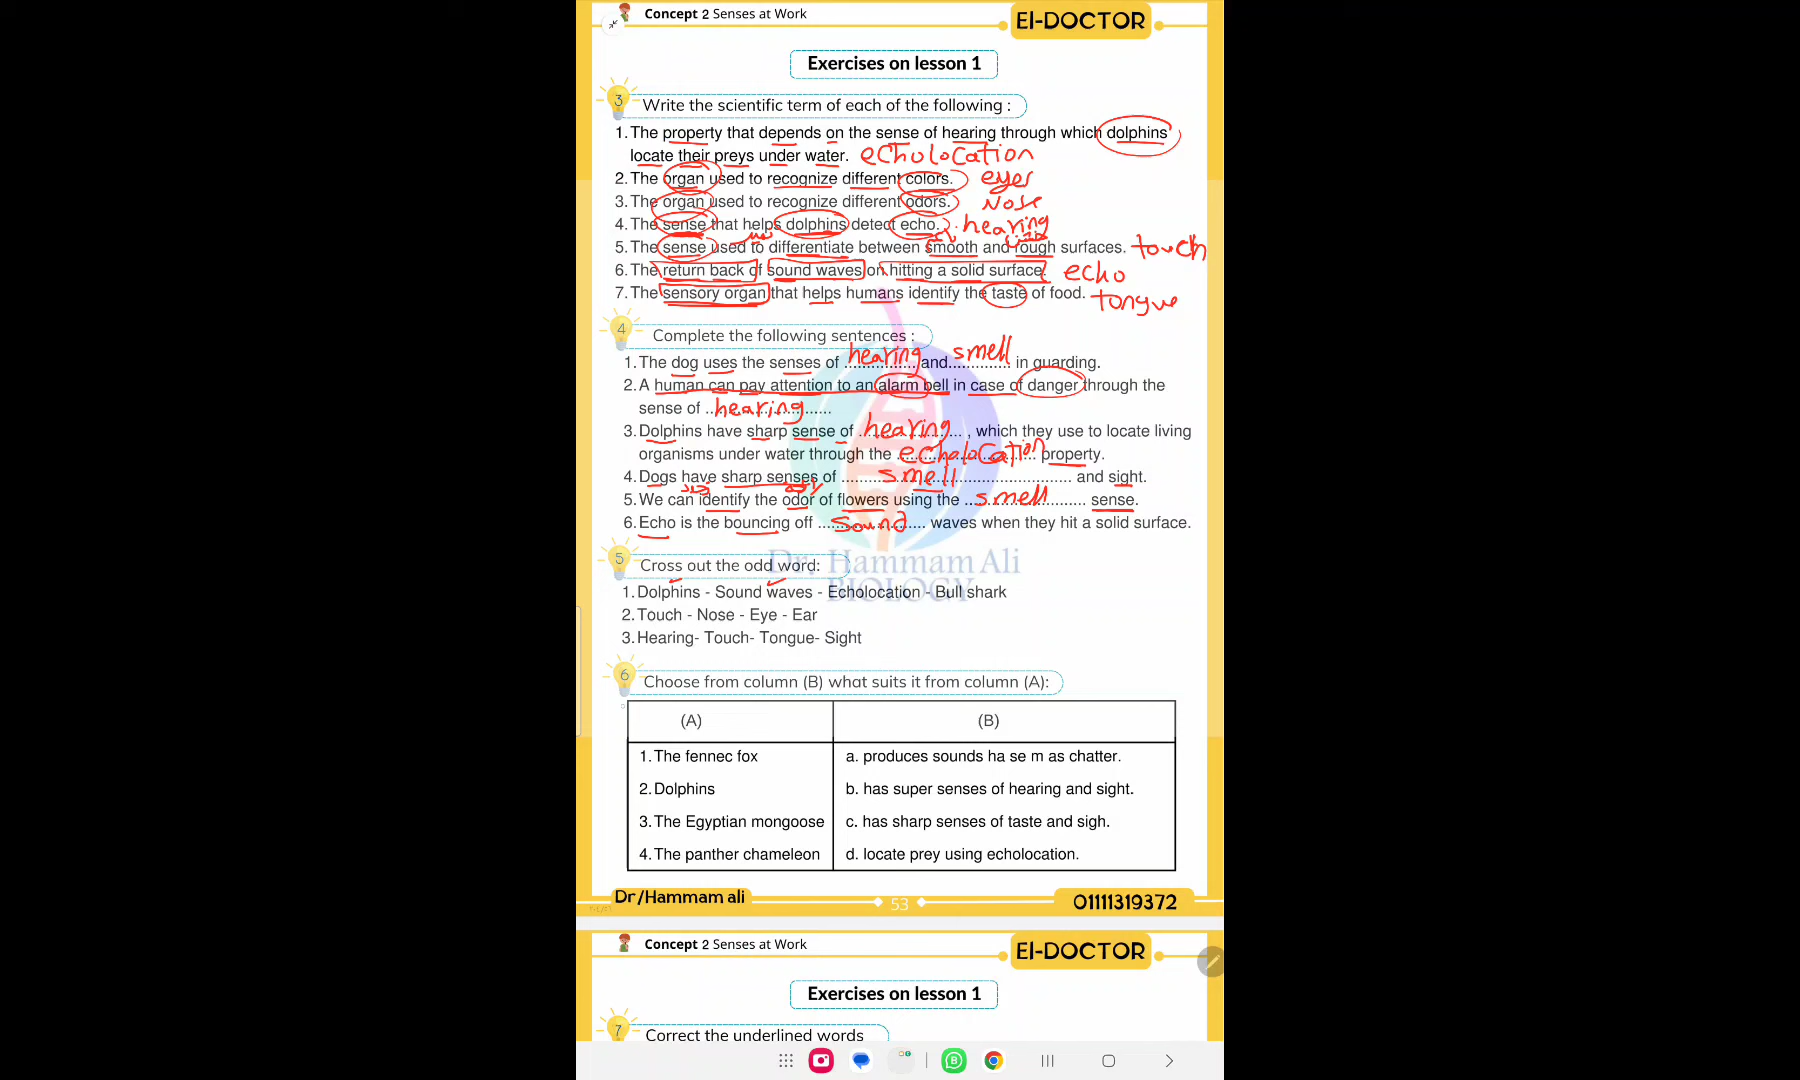 Concept 2 Senses at Work
El-DOCTOR
Exercises on lesson 1
3 Write the scientific term of each of the following :
1. The property that depends on the sense of hearing through which dolphins
locate their preys under water. echolocation
2. The organ used to recognize different colors. eyes
3. The organ used to recognize different odors. Nose
4. The sense that helps dolphins detect echo. hearing
5. The sense used to differentiate between smooth and rough surfaces. touch
6. The return back of sound waves on hitting a solid surface. echo
7. The sensory organ that helps humans identify the taste of food. tongue
4 Complete the following sentences :
1. The dog uses the senses of hearing and smell in guarding.
2. A human can pay attention to an alarm bell in case of danger through the
sense of hearing
3. Dolphins have sharp sense of hearing, which they use to locate living
organisms under water through the echalocation property.
4. Dogs have sharp senses of smell and sight.
5. We can identify the odor of flowers using the smell sense.
6. Echo is the bouncing off sound waves when they hit a solid surface.
5 Cross out the odd word:
1. Dolphins - Sound waves - Echolocation - Bull shark
2. Touch - Nose - Eye - Ear
3. Hearing- Touch- Tongue- Sight
Dr. Hammam Ali
BIOLOGY
6 Choose from column (B) what suits it from column (A):
(A) (B)
1. The fennec fox a. produces sounds ha se m as chatter.
2. Dolphins b. has super senses of hearing and sight.
3. The Egyptian mongoose c. has sharp senses of taste and sigh.
4. The panther chameleon d. locate prey using echolocation.
Dr/Hammam ali 53 01111319372
Concept 2 Senses at Work
El-DOCTOR
Exercises on lesson 1
7 Correct the underlined words